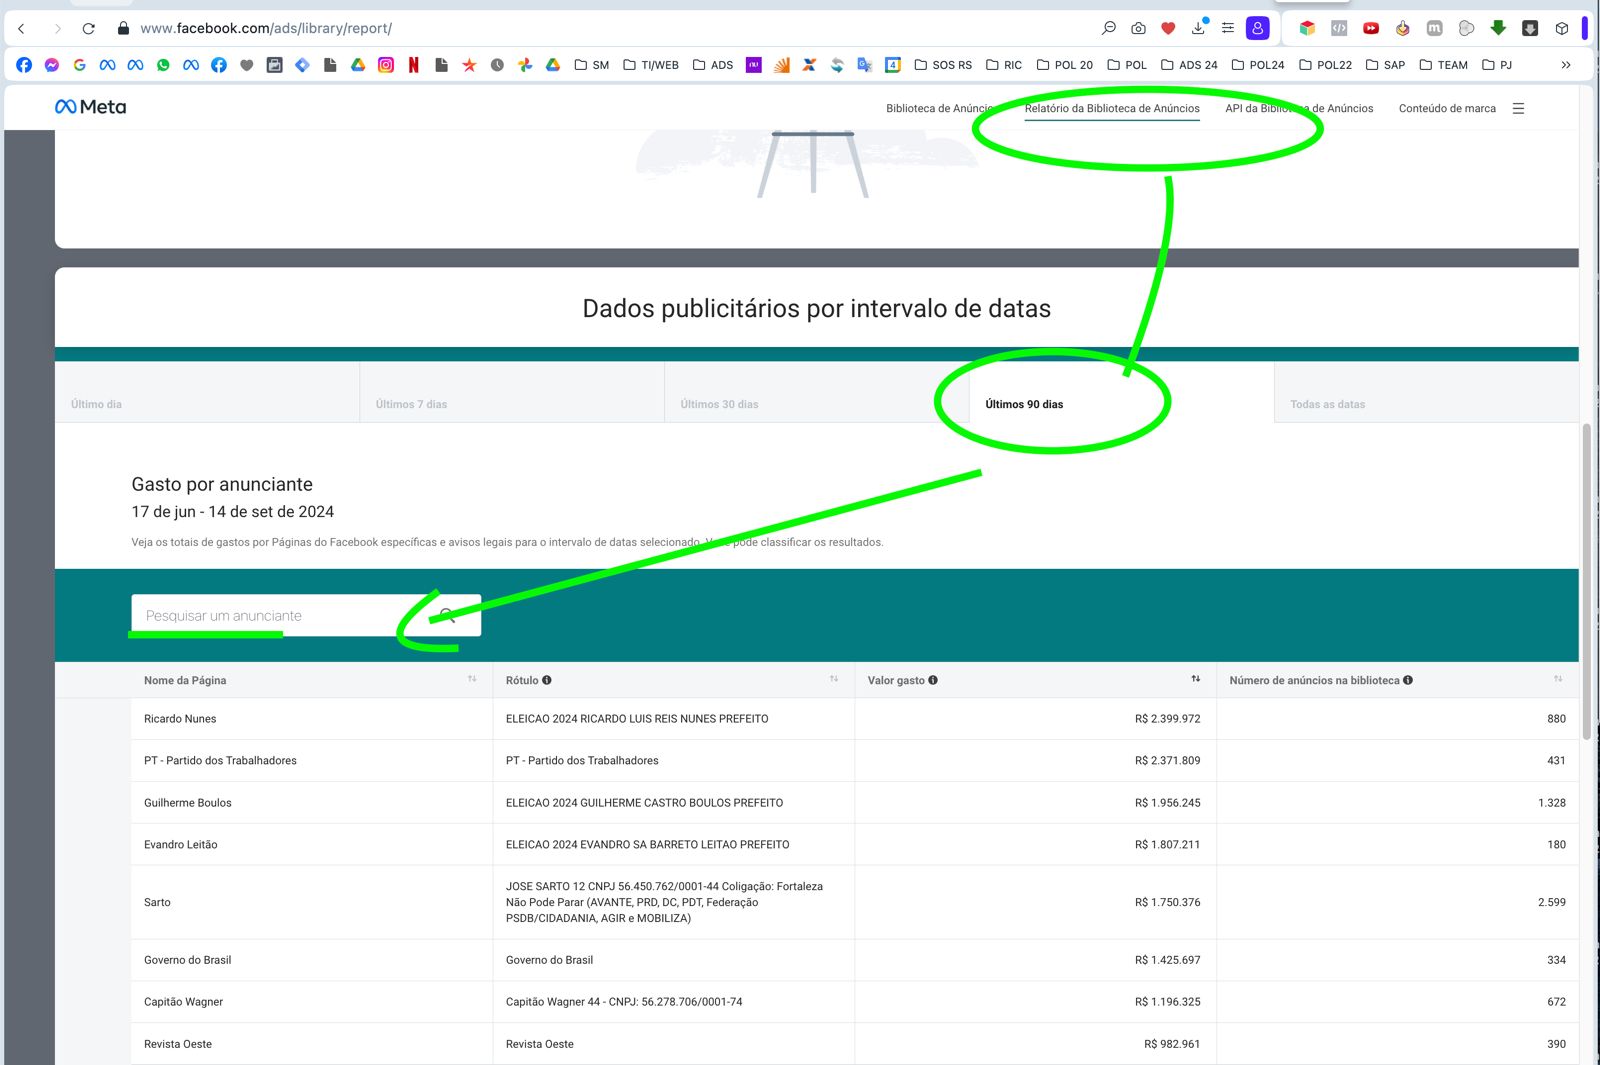 www.facebook.com/ads/library/report/
SM
TI/WEB
ADS
SOS RS
RIC
POL 20
POL
ADS 24
POL24
POL22
SAP
TEAM
PJ
Meta
Biblioteca de
Relatório da Biblioteca de Anúncios
API da Biblioteca de Anúncios
Conteúdo de marca
Dados publicitários por intervalo de datas
Último dia
Últimos 7 dias
Últimos 30 dias
Últimos 90 dias
Todas as datas
Gasto por anunciante
17 de jun - 14 de set de 2024
Veja os totais de gastos por Páginas do Facebook específicas e avisos legais para o intervalo de datas selecionado. pode classificar os resultados.
Pesquisar um anunciante
Nome da Página Rótulo Valor gasto Número de anúncios na biblioteca
Ricardo Nunes ELEICAO 2024 RICARDO LUIS REIS NUNES PREFEITO R$ 2.399.972 880
PT - Partido dos Trabalhadores PT - Partido dos Trabalhadores R$ 2.371.809 431
Guilherme Boulos ELEICAO 2024 GUILHERME CASTRO BOULOS PREFEITO R$ 1.956.245 1.328
Evandro Leitão ELEICAO 2024 EVANDRO SA BARRETO LEITAO PREFEITO R$ 1.807.211 180
JOSE SARTO 12 CNPJ 56.450.762/0001-44 Coligação: Fortaleza
Sarto Não Pode Parar (AVANTE, PRD, DC, PDT, Federação R$ 1.750.376 2.599
PSDB/CIDADANIA, AGIR e MOBILIZA)
Governo do Brasil Governo do Brasil R$ 1.425.697 334
Capitão Wagner Capitão Wagner 44 - CNPJ: 56.278.706/0001-74 R$ 1.196.325 672
Revista Oeste Revista Oeste R$ 982.961 390